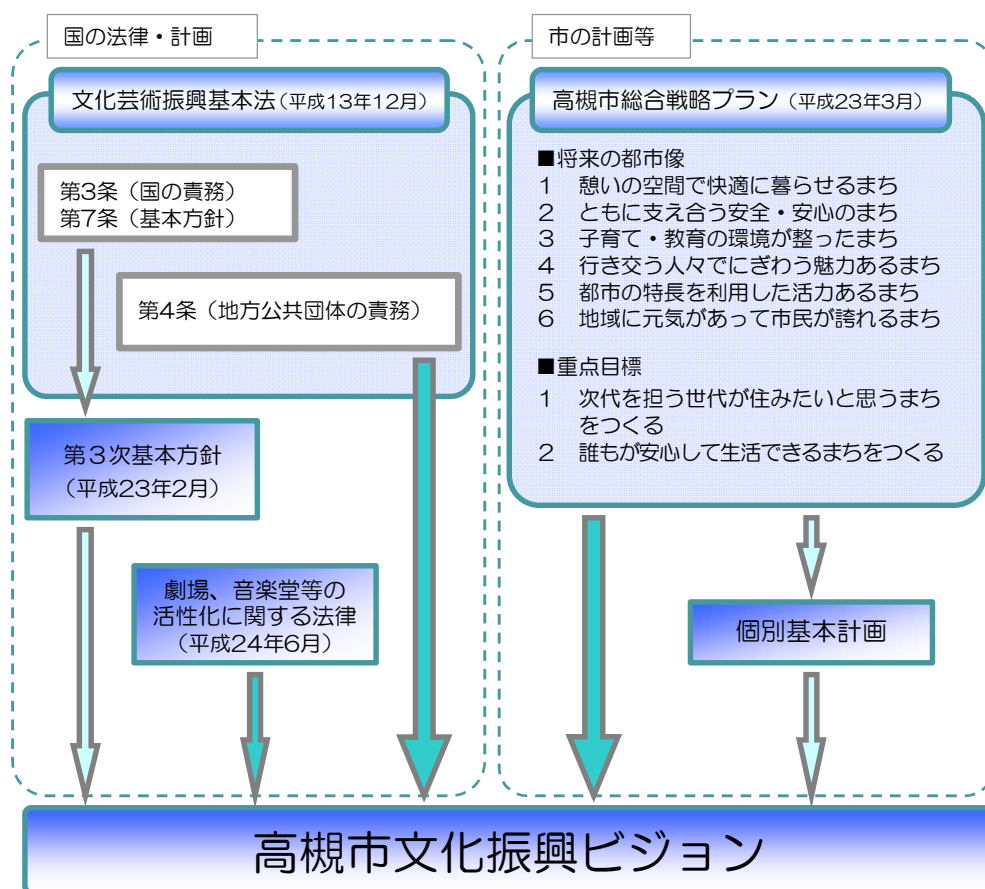 国の法律・計画
文化芸術振興基本法（平成13年12月）
第3条（国の責務）
第7条（基本方針）
第4条（地方公共団体の責務）
第３次基本方針
（平成23年2月）
劇場、音楽堂等の
活性化に関する法律
（平成24年6月）
市の計画等
高槻市総合戦略プラン（平成23年3月）
■将来の都市像
１　憩いの空間で快適に暮らせるまち
２　ともに支え合う安全・安心のまち
３　子育て・教育の環境が整ったまち
４　行き交う人々でにぎわう魅力あるまち
５　都市の特長を利用した活力あるまち
６　地域に元気があって市民が誇れるまち
■重点目標
１　次代を担う世代が住みたいと思うまち
をつくる
２　誰もが安心して生活できるまちをつくる
個別基本計画
高槻市文化振興ビジョン